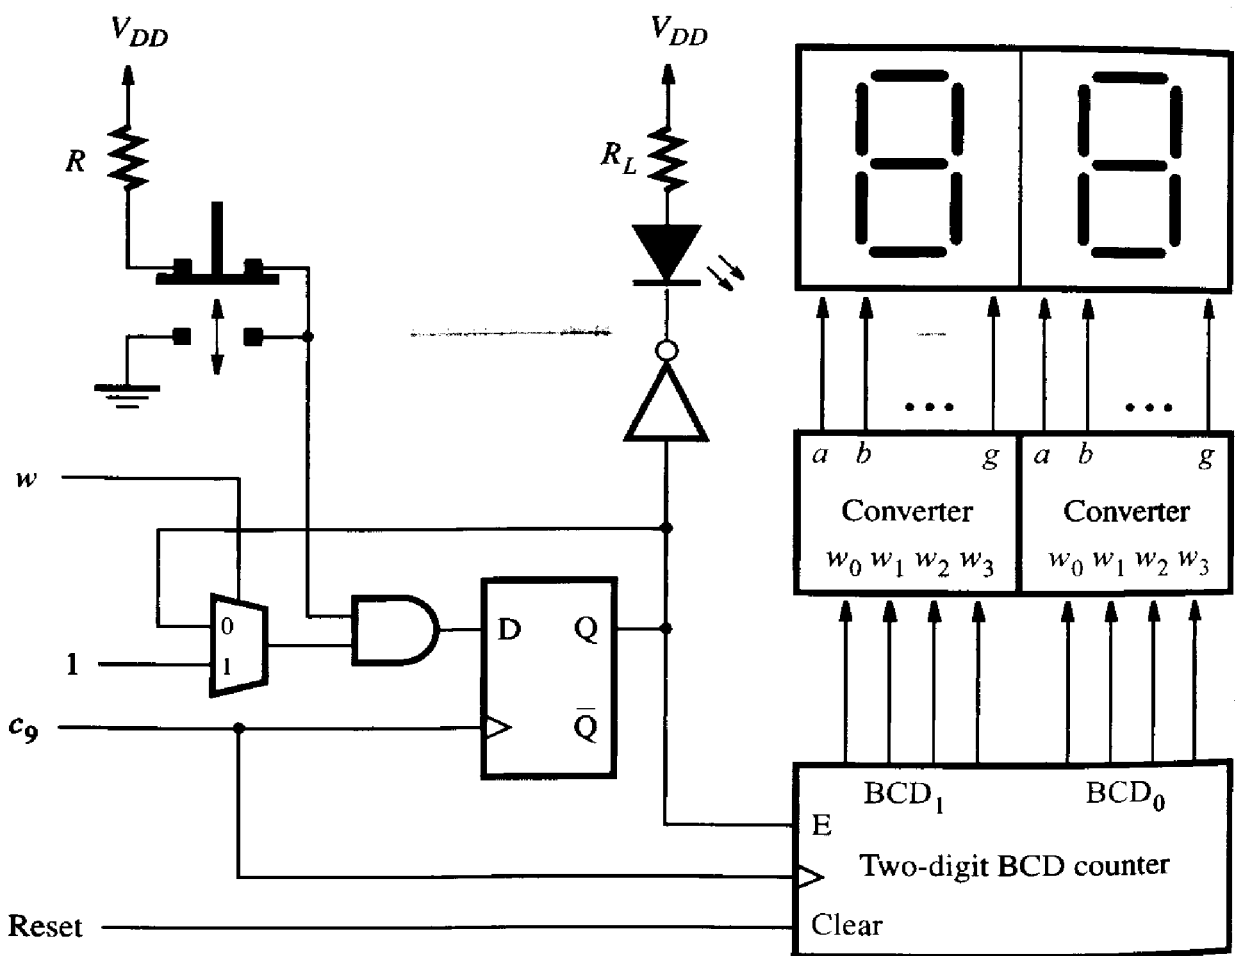 V_DD
V_DD
R
R_L
a b ••• g a b ••• g
Converter Converter
w_0 w_1 w_2 w_3 w_0 w_1 w_2 w_3
w
0
1
1
D Q
Q̅
c_9
BCD_1 BCD_0
E
Two-digit BCD counter
Reset
Clear